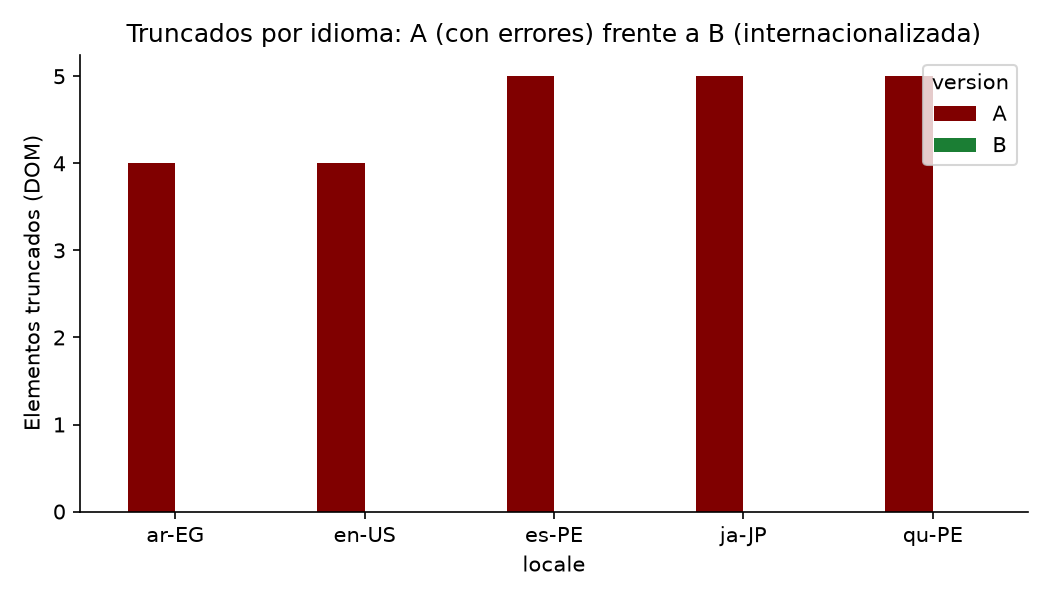 Truncados por idioma: A (con errores) frente a B (internacionalizada)
Elementos truncados (DOM)
5
4
3
2
1
0
version
A
B
ar-EG
en-US
es-PE
ja-JP
qu-PE
locale